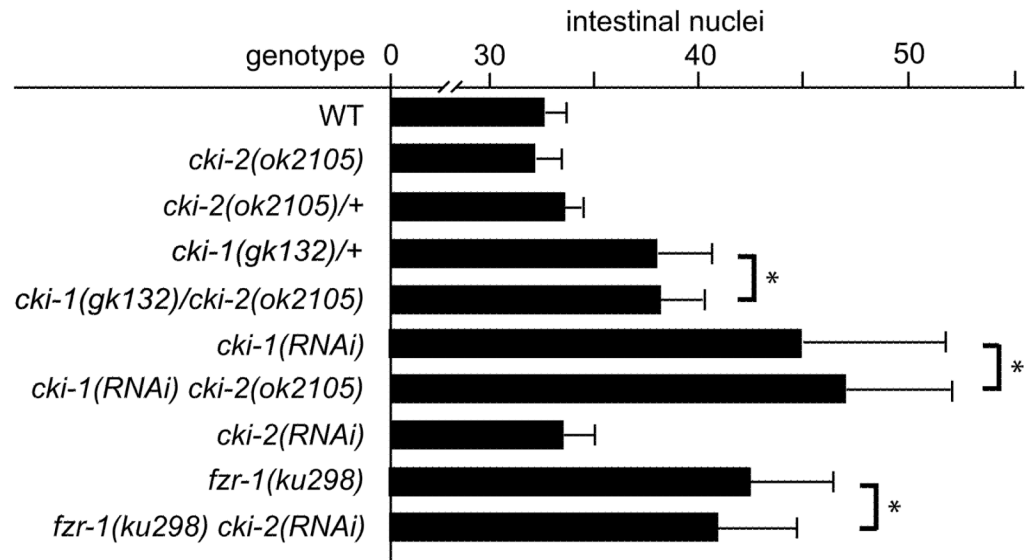 intestinal nuclei
genotype 0 30 40 50
WT
cki-2(ok2105)
cki-2(ok2105)/+
cki-1(gk132)/+
cki-1(gk132)/cki-2(ok2105)
*
cki-1(RNAi)
cki-1(RNAi) cki-2(ok2105)
*
cki-2(RNAi)
fzr-1(ku298)
fzr-1(ku298) cki-2(RNAi)
*